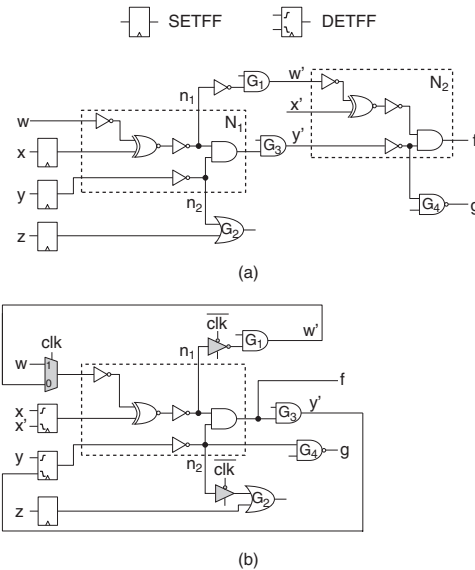 SETFF DETFF
n1 G1 w' N2
x'
w N1
x G3 y' f
y
n2 G4 g
z G2
(a)
clk clk G1 w'
w 1 n1
0
f
x
x' G3 y'
y G4 g
n2 clk
G2
z
(b)